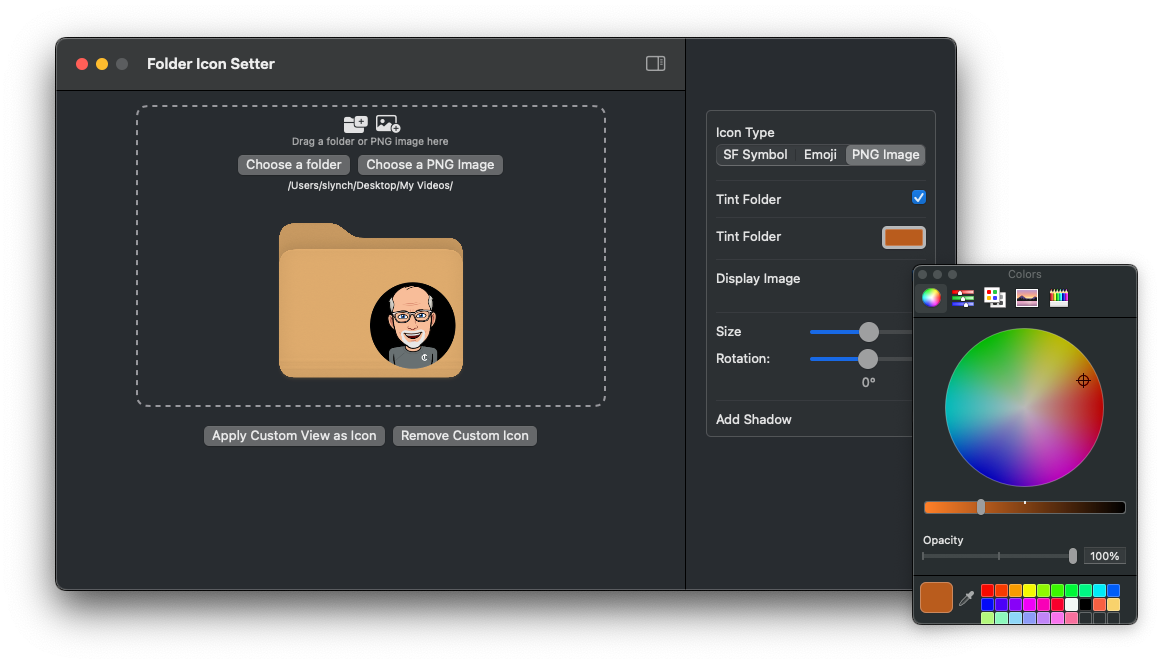 Folder Icon Setter
Drag a folder or PNG image here
Choose a folder
Choose a PNG Image
/Users/slynch/Desktop/My Videos/
Apply Custom View as Icon
Remove Custom Icon
Icon Type
SF Symbol
Emoji
PNG Image
Tint Folder
Tint Folder
Display Image
Size
Rotation:
0°
Add Shadow
Colors
Opacity
100%